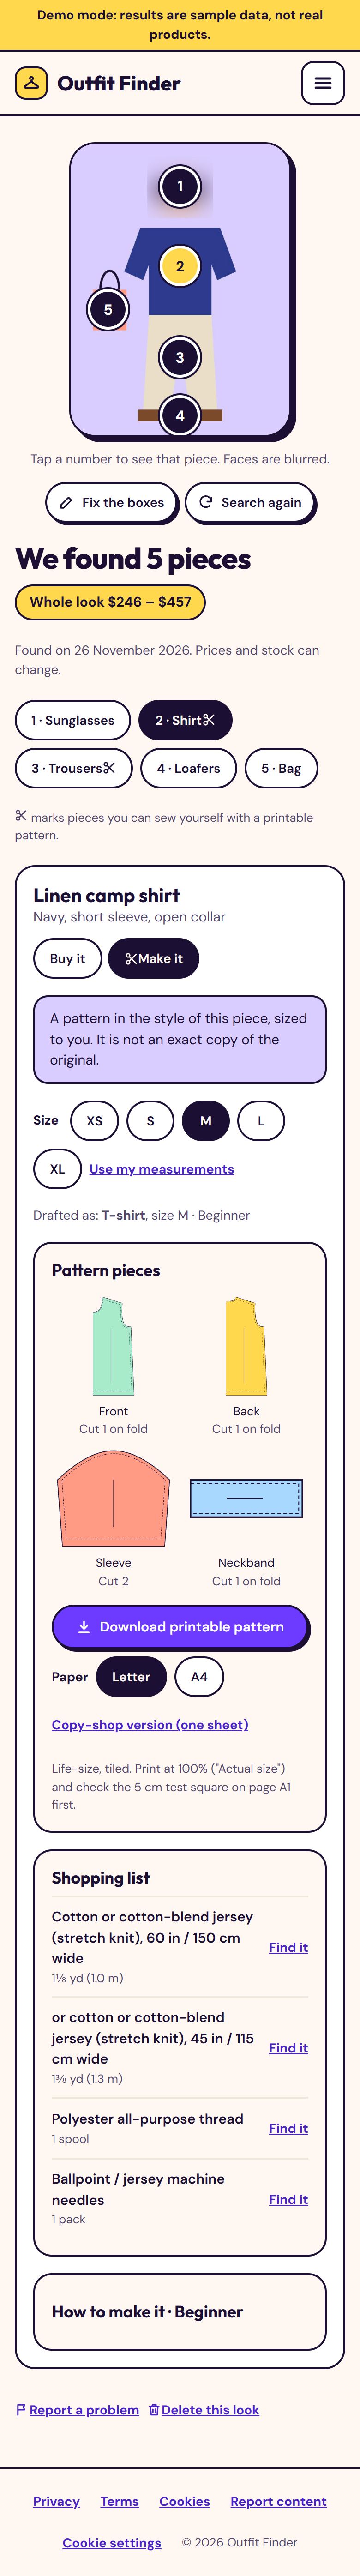 Demo mode: results are sample data, not real
products.
Outfit Finder
1
2
5
3
4
Tap a number to see that piece. Faces are blurred.
Fix the boxes
Search again
We found 5 pieces
Whole look $246 – $457
Found on 26 November 2026. Prices and stock can
change.
1 · Sunglasses
2 · Shirt
3 · Trousers
4 · Loafers
5 · Bag
marks pieces you can sew yourself with a printable
pattern.
Linen camp shirt
Navy, short sleeve, open collar
Buy it
Make it
A pattern in the style of this piece, sized
to you. It is not an exact copy of the
original.
Size
XS
S
M
L
XL
Use my measurements
Drafted as: T-shirt, size M · Beginner
Pattern pieces
Front
Cut 1 on fold
Back
Cut 1 on fold
Sleeve
Cut 2
Neckband
Cut 1 on fold
Download printable pattern
Paper
Letter
A4
Copy-shop version (one sheet)
Life-size, tiled. Print at 100% ("Actual size")
and check the 5 cm test square on page A1
first.
Shopping list
Cotton or cotton-blend jersey
(stretch knit), 60 in / 150 cm
wide
1⅛ yd (1.0 m)
Find it
or cotton or cotton-blend
jersey (stretch knit), 45 in / 115
cm wide
1⅜ yd (1.3 m)
Find it
Polyester all-purpose thread
1 spool
Find it
Ballpoint / jersey machine
needles
1 pack
Find it
How to make it · Beginner
Report a problem
Delete this look
Privacy
Terms
Cookies
Report content
Cookie settings
© 2026 Outfit Finder